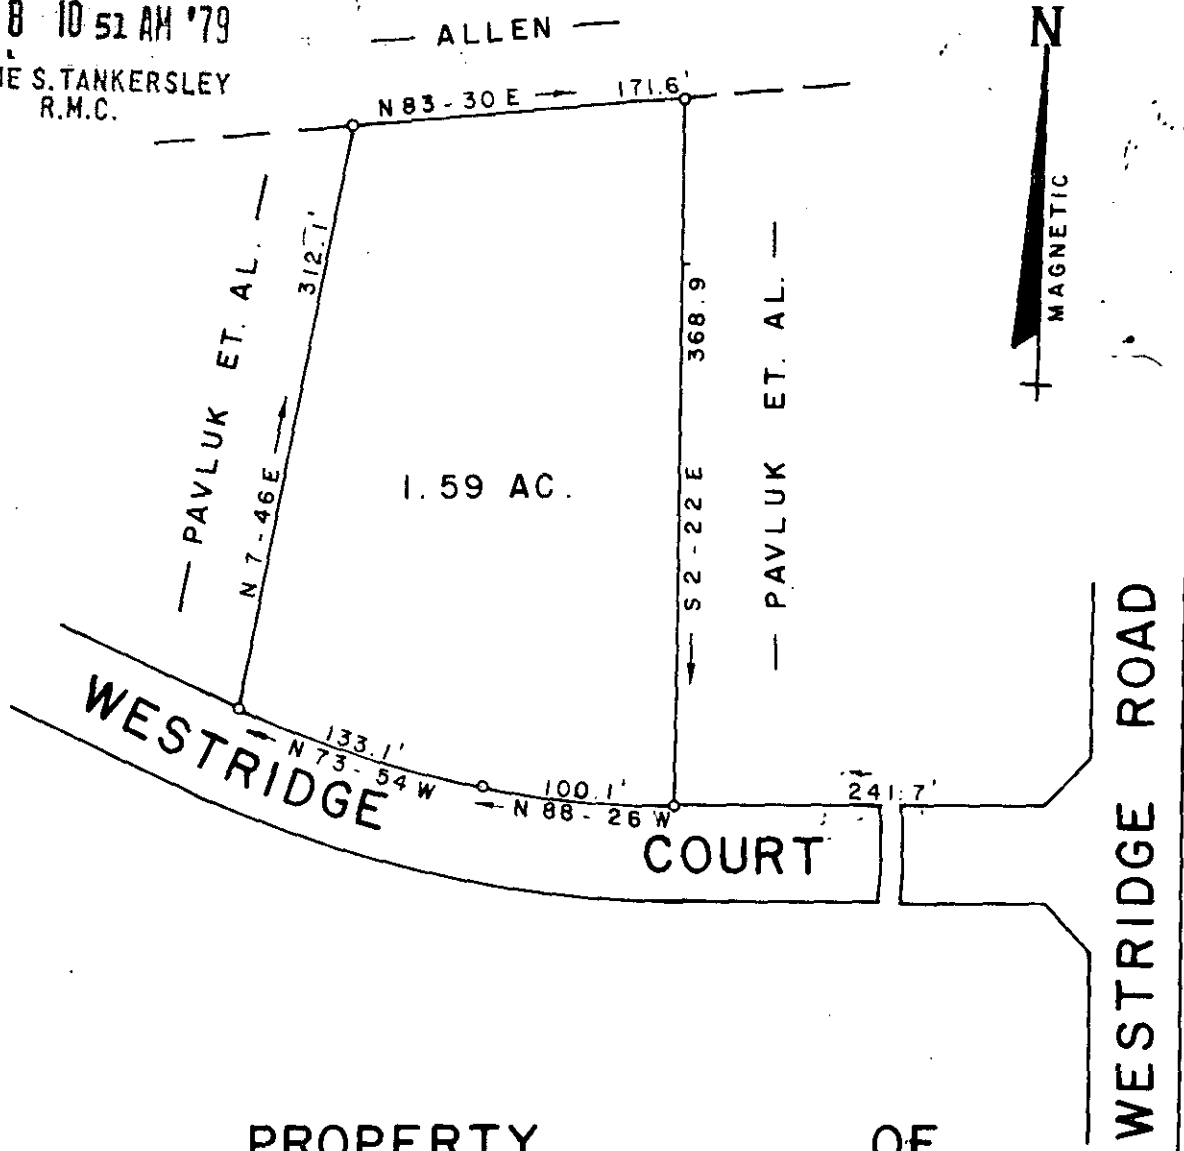 8 10 51 AM '79
IE S. TANKERSLEY
R.M.C.
— ALLEN —
N
MAGNETIC
N 83-30 E 171.6'
— PAVLUK ET. AL. —
312.1'
N 7-46 E
1.59 AC.
368.9'
S 2-22 E
— PAVLUK ET. AL. —
133.1'
N 73-54 W
100.1'
N 88-26 W
241.7'
WESTRIDGE COURT
WESTRIDGE ROAD
PROPERTY OF